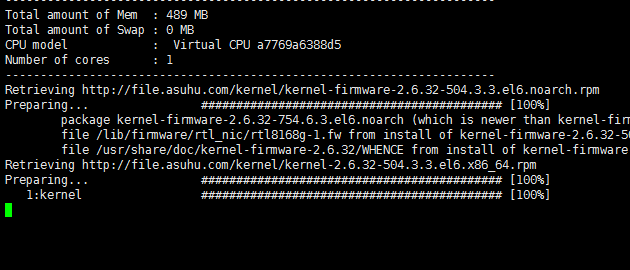 ------------------------------------------------------------------------
Total amount of Mem  : 489 MB
Total amount of Swap : 0 MB
CPU model            :  Virtual CPU a7769a6388d5
Number of cores      : 1
------------------------------------------------------------------------
Retrieving http://file.asuhu.com/kernel/kernel-firmware-2.6.32-504.3.3.el6.noarch.rpm
Preparing...                ########################################### [100%]
        package kernel-firmware-2.6.32-754.6.3.el6.noarch (which is newer than kernel-firm
        file /lib/firmware/rtl_nic/rtl8168g-1.fw from install of kernel-firmware-2.6.32-50
        file /usr/share/doc/kernel-firmware-2.6.32/WHENCE from install of kernel-firmware
Retrieving http://file.asuhu.com/kernel/kernel-2.6.32-504.3.3.el6.x86_64.rpm
Preparing...                ########################################### [100%]
   1:kernel                 ########################################### [100%]